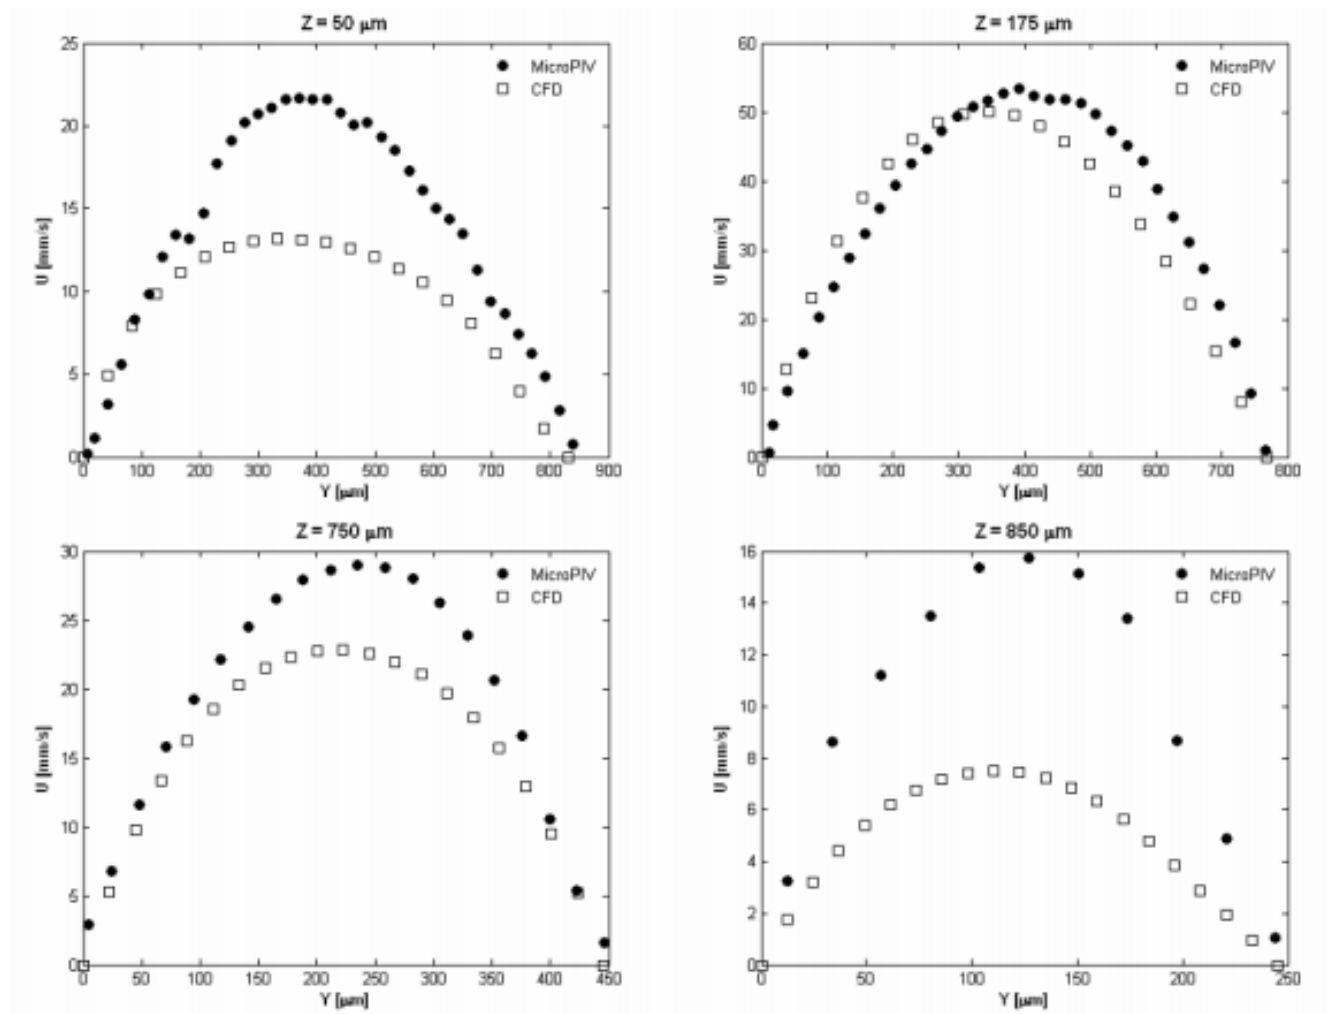 Z = 50 μm
25
20
15
10
5
0
U [mm/s]
MicroPIV
CFD
0 100 200 300 400 500 600 700 800 900
Y [μm]
Z = 175 μm
60
50
40
30
20
10
0
U [mm/s]
MicroPIV
CFD
0 100 200 300 400 500 600 700 800
Y [μm]
Z = 750 μm
30
25
20
15
10
5
0
U [mm/s]
MicroPIV
CFD
0 50 100 150 200 250 300 350 400 450
Y [μm]
Z = 850 μm
16
14
12
10
8
6
4
2
0
U [mm/s]
MicroPIV
CFD
0 50 100 150 200 250
Y [μm]